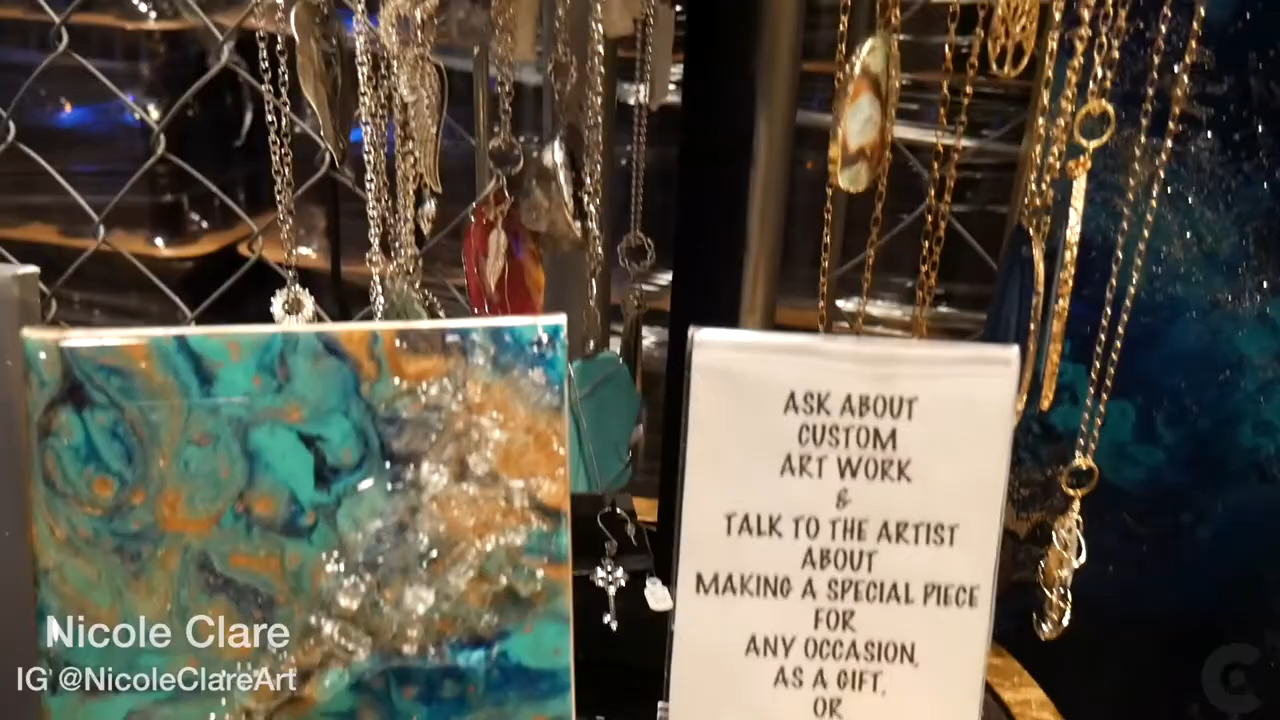 ASK ABOUT
CUSTOM
ART WORK
&
TALK TO THE ARTIST
ABOUT
MAKING A SPECIAL PIECE
FOR
ANY OCCASION,
AS A GIFT,
OR
Nicole Clare
IG @NicoleClareArt